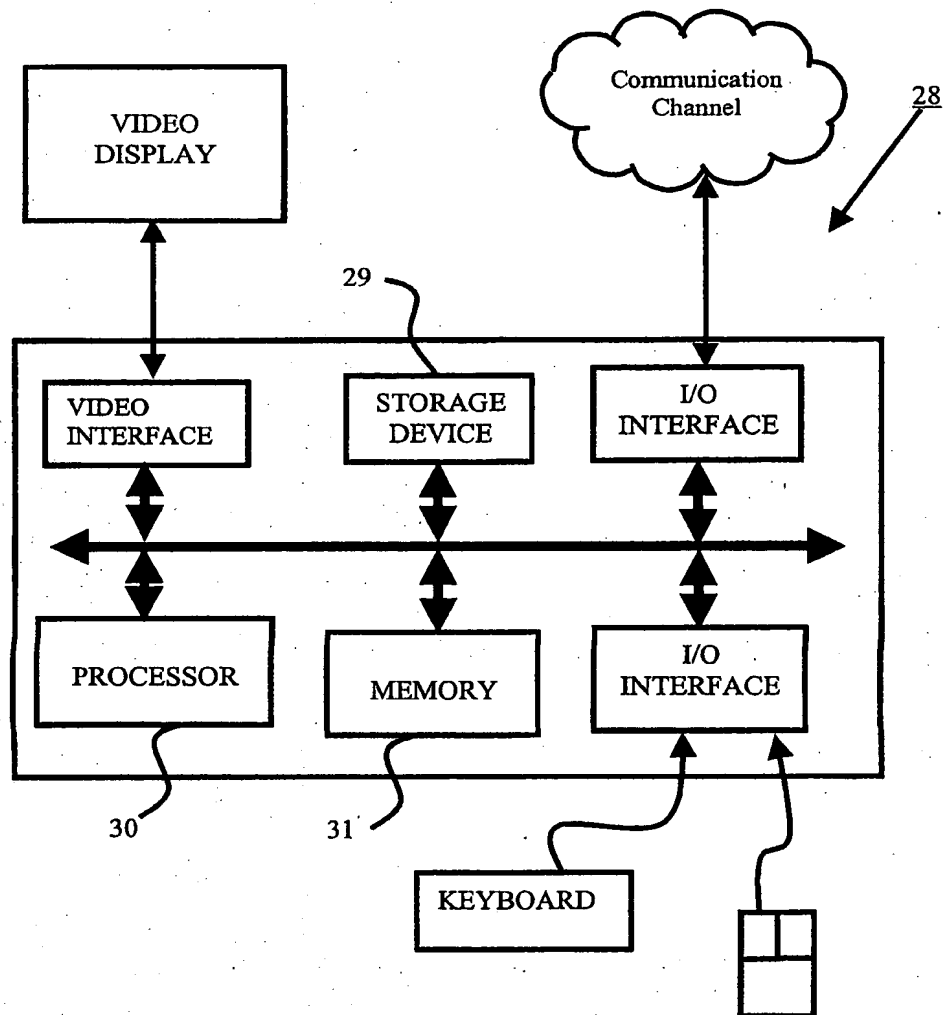 VIDEO
DISPLAY
Communication
Channel
28
29
VIDEO
INTERFACE
STORAGE
DEVICE
I/O
INTERFACE
PROCESSOR
MEMORY
I/O
INTERFACE
30
31
KEYBOARD